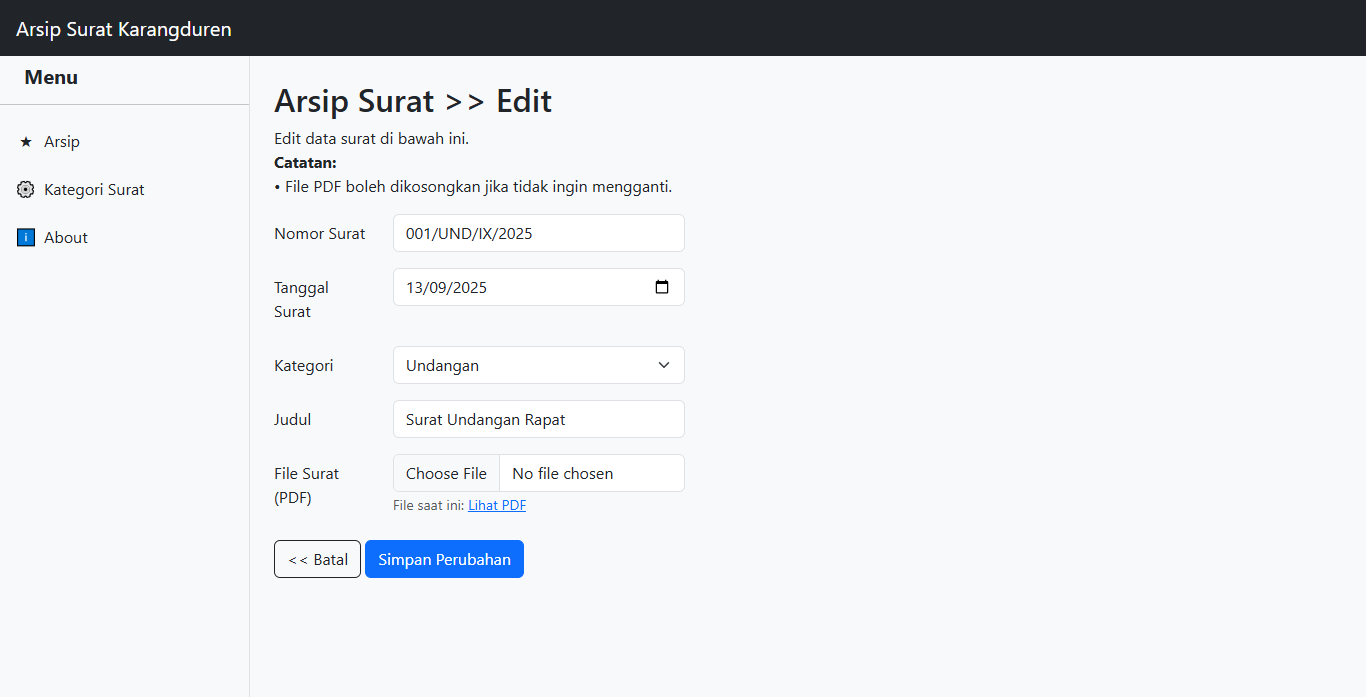 Arsip Surat Karangduren
Menu
★ Arsip
Kategori Surat
About
Arsip Surat >> Edit
Edit data surat di bawah ini.
Catatan:
• File PDF boleh dikosongkan jika tidak ingin mengganti.
Nomor Surat 001/UND/IX/2025
Tanggal Surat 13/09/2025
Kategori Undangan
Judul Surat Undangan Rapat
File Surat (PDF) Choose File No file chosen
File saat ini: Lihat PDF
<< Batal Simpan Perubahan